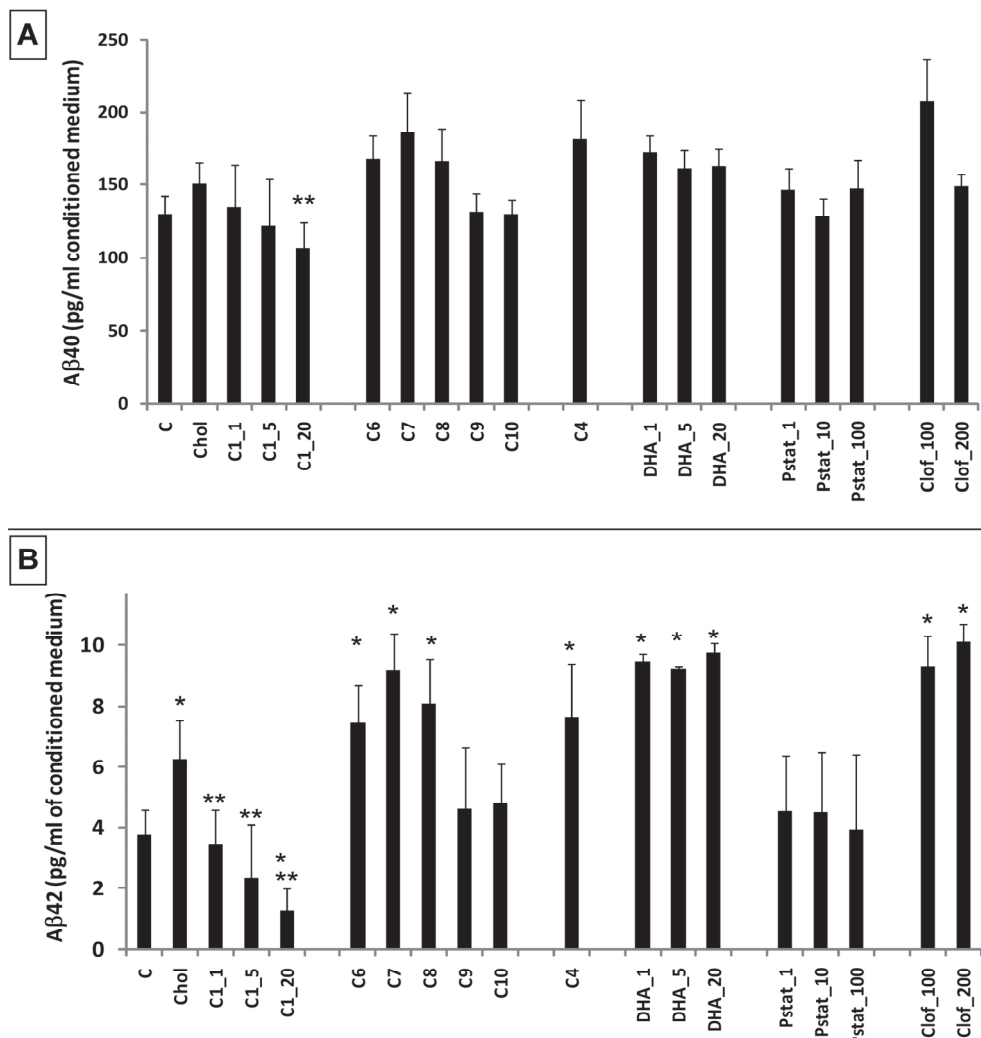 A
Aβ40 (pg/ml conditioned medium)
250
200
150
100
50
0
**
C
Chol
C1_1
C1_5
C1_20
C6
C7
C8
C9
C10
C4
DHA_1
DHA_5
DHA_20
Pstat_1
Pstat_10
Pstat_100
Clof_100
Clof_200
B
Aβ42 (pg/ml of conditioned medium)
10
8
6
4
2
0
*
**
**
*
**
*
*
*
*
*
*
*
*
*
C
Chol
C1_1
C1_5
C1_20
C6
C7
C8
C9
C10
C4
DHA_1
DHA_5
DHA_20
Pstat_1
Pstat_10
Pstat_100
Clof_100
Clof_200